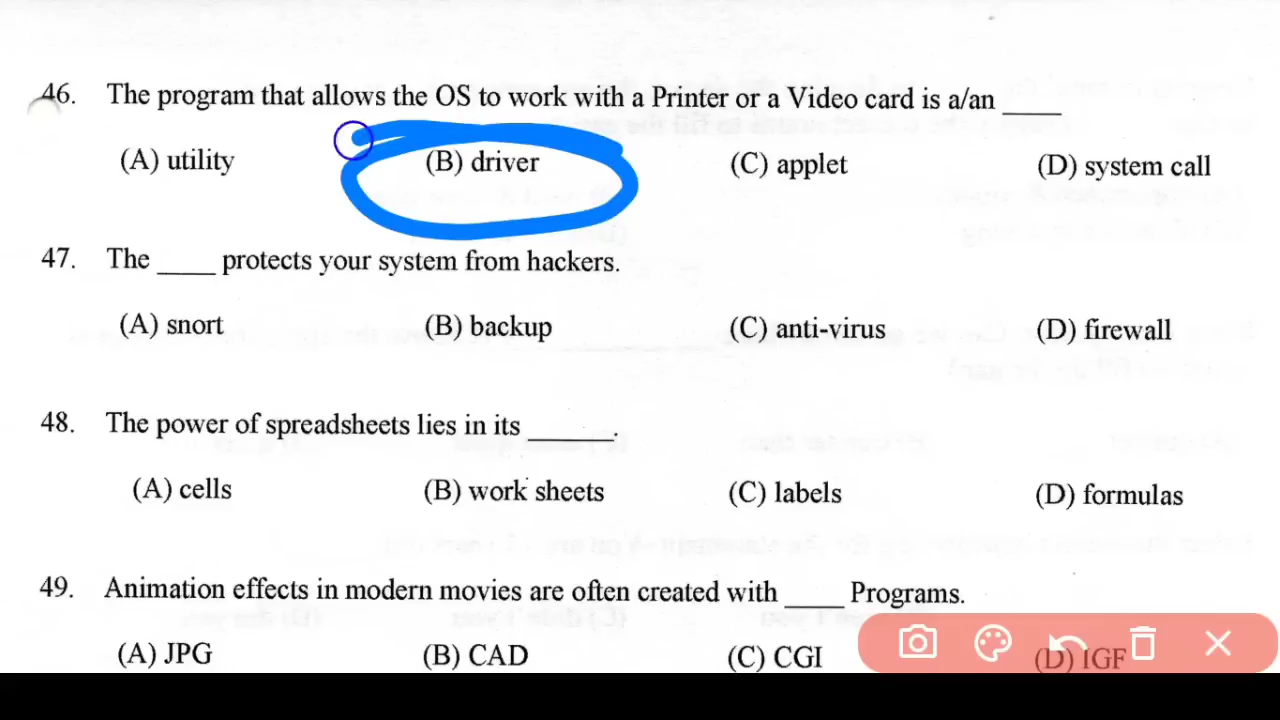 46. The program that allows the OS to work with a Printer or a Video card is a/an ____
(A) utility (B) driver (C) applet (D) system call
47. The ____ protects your system from hackers.
(A) snort (B) backup (C) anti-virus (D) firewall
48. The power of spreadsheets lies in its ______.
(A) cells (B) work sheets (C) labels (D) formulas
49. Animation effects in modern movies are often created with ____ Programs.
(A) JPG (B) CAD (C) CGI (D) IGF